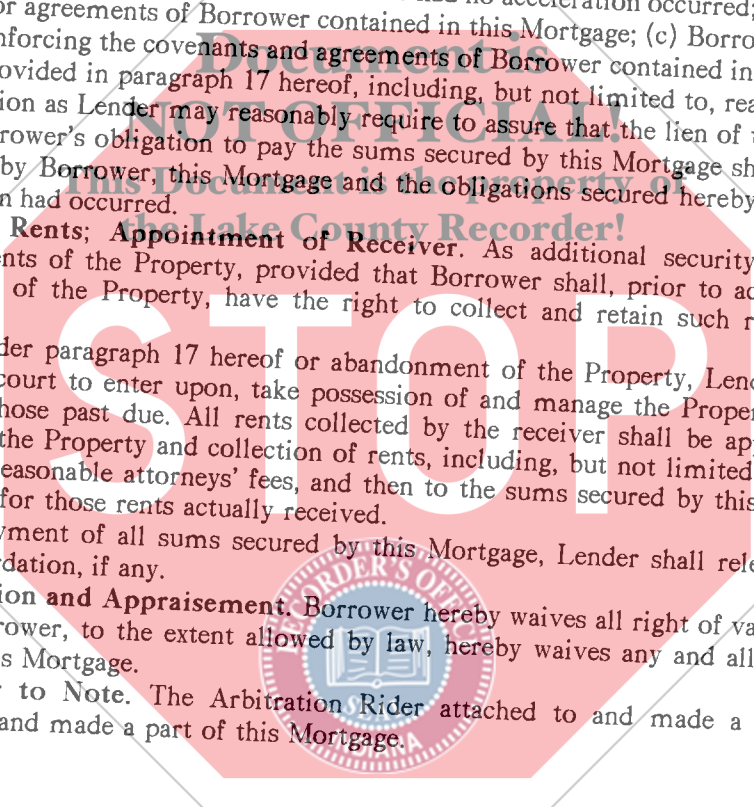 or agreements of Borrower contained in this Mortgage; (c) Borro
nforcing the covenants and agreements of Borrower contained in
ovided in paragraph 17 hereof, including, but not limited to, rea
ion as Lender may reasonably require to assure that the lien of
rower's obligation to pay the sums secured by this Mortgage sh
by Borrower, this Mortgage and the obligations secured hereby
n had occurred.
Rents; Appointment of Receiver. As additional security
nts of the Property, provided that Borrower shall, prior to ac
of the Property, have the right to collect and retain such r
der paragraph 17 hereof or abandonment of the Property, Lend
court to enter upon, take possession of and manage the Proper
hose past due. All rents collected by the receiver shall be ap
the Property and collection of rents, including, but not limited
easonable attorneys' fees, and then to the sums secured by this
for those rents actually received.
yment of all sums secured by this Mortgage, Lender shall rele
dation, if any.
ion and Appraisement. Borrower hereby waives all right of va
rower, to the extent allowed by law, hereby waives any and all
s Mortgage.
to Note. The Arbitration Rider attached to and made a
and made a part of this Mortgage.
Document is
NOT OFFICIAL!
This Document is the property of
the Lake County Recorder!
STOP
RECORDER'S OFFICE
SEAL
INDIANA